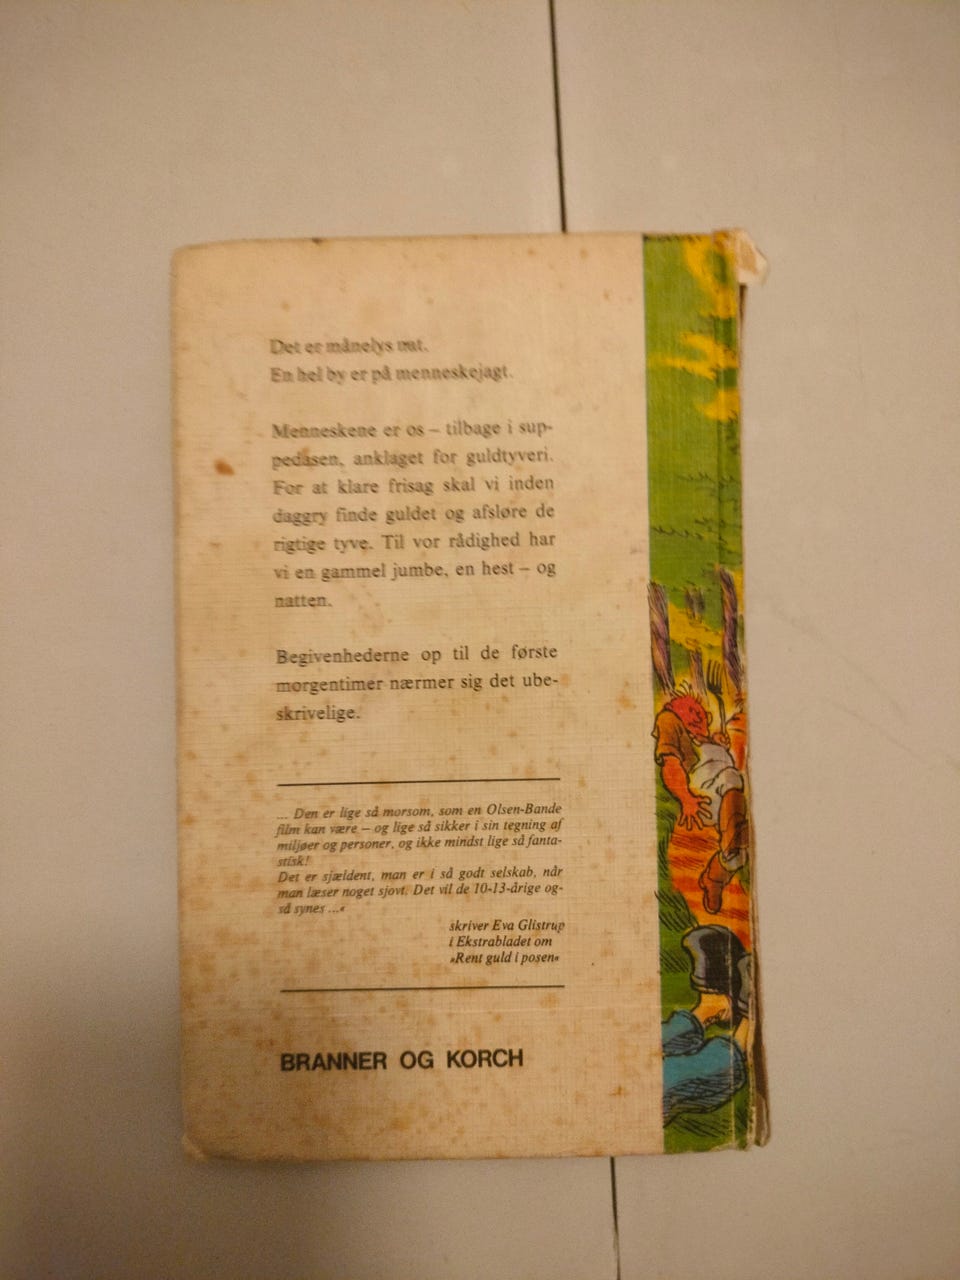 Det er månelys nat.
En hel by er på menneskejagt.
Menneskene er os – tilbage i sup-
pedasen, anklaget for guldtyveri.
For at klare frisag skal vi inden
daggry finde guldet og afsløre de
rigtige tyve. Til vor rådighed har
vi en gammel jumbe, en hest – og
natten.
Begivenhederne op til de første
morgentimer nærmer sig det ube-
skrivelige.
... Den er lige så morsom, som en Olsen-Bande
film kan være – og lige så sikker i sin tegning af
miljøer og personer, og ikke mindst lige så fanta-
stisk!
Det er sjældent, man er i så godt selskab, når
man læser noget sjovt. Det vil de 10-13-årige og-
så synes ...«
skriver Eva Glistrup
i Ekstrabladet om
»Rent guld i posen«
BRANNER OG KORCH